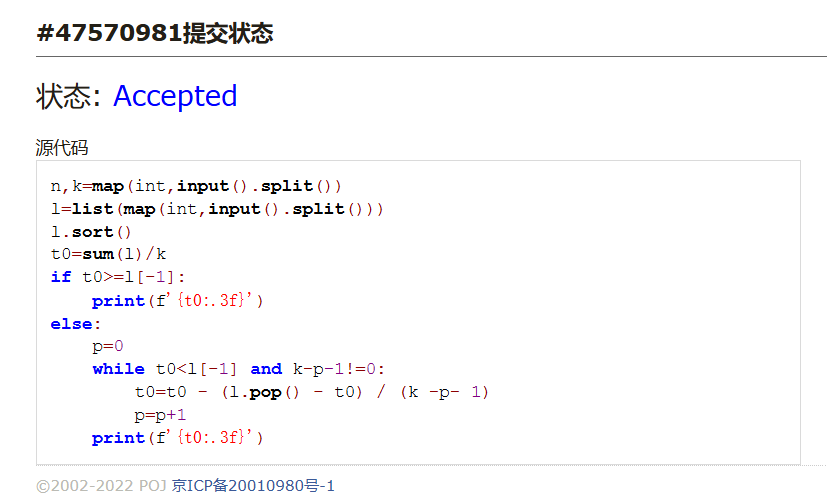 #47570981提交状态
状态: Accepted
源代码
n,k=map(int,input().split())
l=list(map(int,input().split()))
l.sort()
t0=sum(l)/k
if t0>=l[-1]:
    print(f'{t0:.3f}')
else:
    p=0
    while t0<l[-1] and k-p-1!=0:
        t0=t0 - (l.pop() - t0) / (k -p- 1)
        p=p+1
    print(f'{t0:.3f}')
©2002-2022 POJ 京ICP备20010980号-1